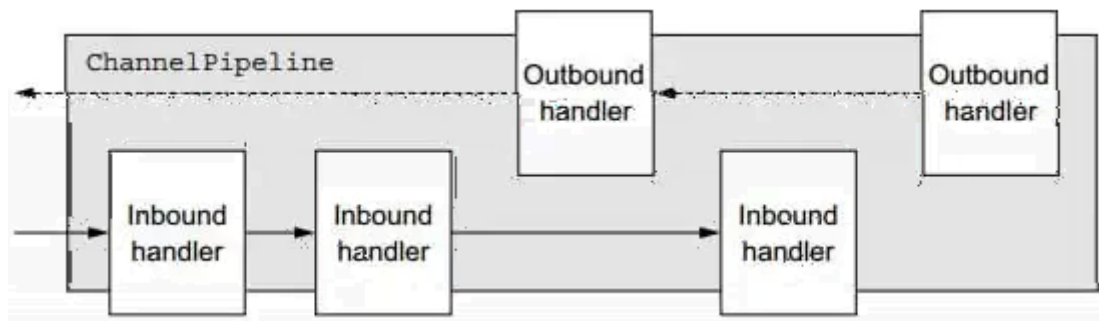 ChannelPipeline
Outbound
handler
Outbound
handler
Inbound
handler
Inbound
handler
Inbound
handler